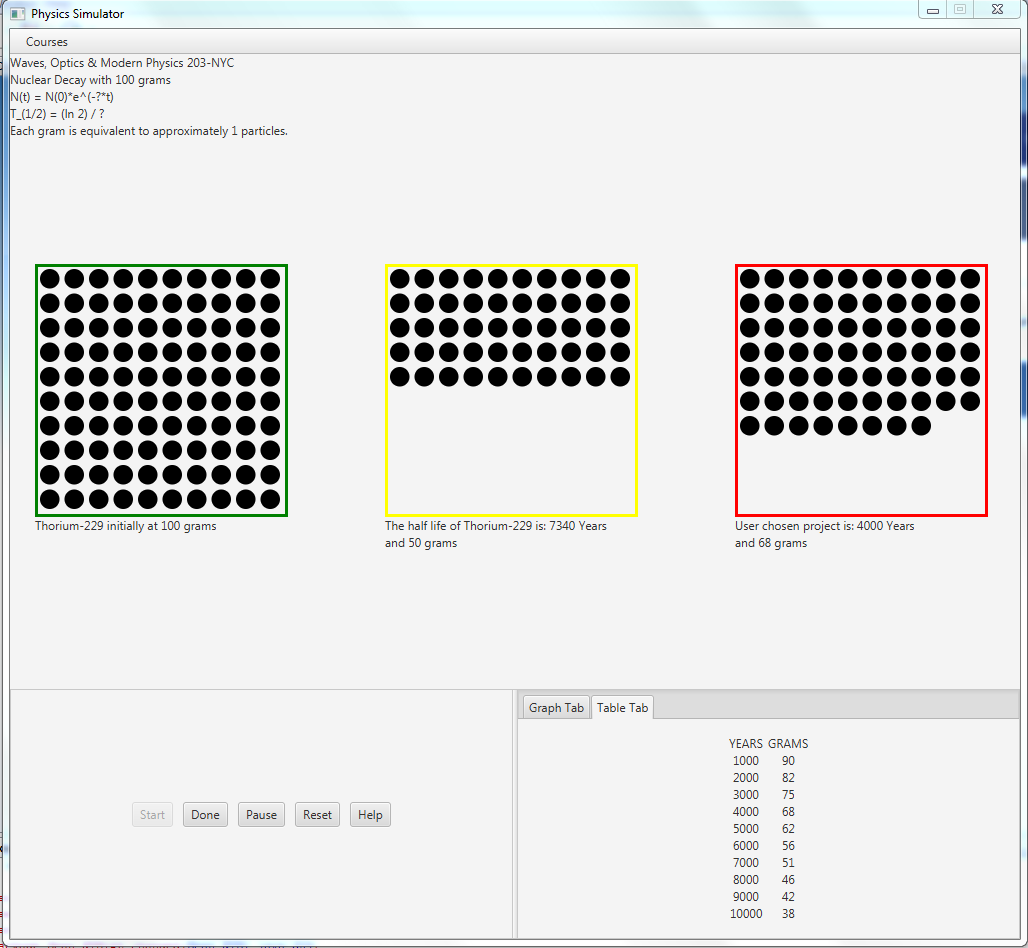 Physics Simulator
Courses
Waves, Optics & Modern Physics 203-NYC
Nuclear Decay with 100 grams
N(t) = N(0)*e^(-?*t)
T_(1/2) = (ln 2) / ?
Each gram is equivalent to approximately 1 particles.
Thorium-229 initially at 100 grams
The half life of Thorium-229 is: 7340 Years
and 50 grams
User chosen project is: 4000 Years
and 68 grams
Start Done Pause Reset Help
Graph Tab Table Tab
YEARS GRAMS
1000 90
2000 82
3000 75
4000 68
5000 62
6000 56
7000 51
8000 46
9000 42
10000 38